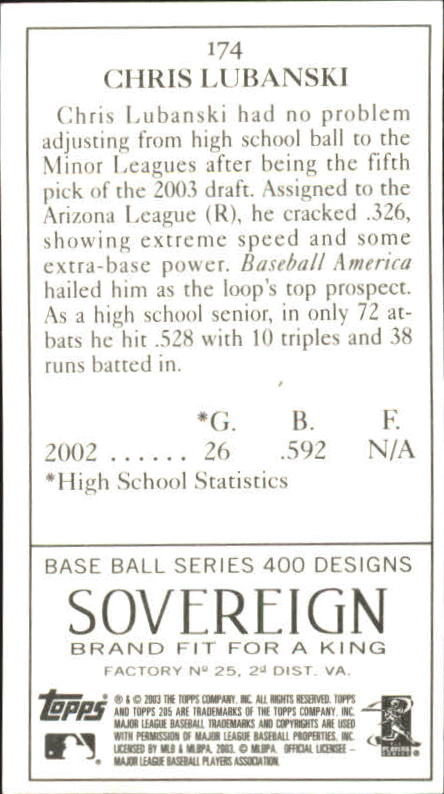 174
CHRIS LUBANSKI
Chris Lubanski had no problem
adjusting from high school ball to the
Minor Leagues after being the fifth
pick of the 2003 draft. Assigned to the
Arizona League (R), he cracked .326,
showing extreme speed and some
extra-base power. Baseball America
hailed him as the loop's top prospect.
As a high school senior, in only 72 at-
bats he hit .528 with 10 triples and 38
runs batted in.
*G. B. F.
2002 ...... 26 .592 N/A
*High School Statistics
BASE BALL SERIES 400 DESIGNS
SOVEREIGN
BRAND FIT FOR A KING
FACTORY Nº 25, 2d DIST. VA.
Topps
® & © 2003 THE TOPPS COMPANY, INC. ALL RIGHTS RESERVED. TOPPS
AND TOPPS 205 ARE TRADEMARKS OF THE TOPPS COMPANY, INC.
MAJOR LEAGUE BASEBALL TRADEMARKS AND COPYRIGHTS ARE USED
WITH PERMISSION OF MAJOR LEAGUE BASEBALL PROPERTIES, INC.
LICENSED BY MLB & MLBPA, 2003. © MLBPA. OFFICIAL LICENSEE –
MAJOR LEAGUE BASEBALL PLAYERS ASSOCIATION.
PLAYERS
CHOICE